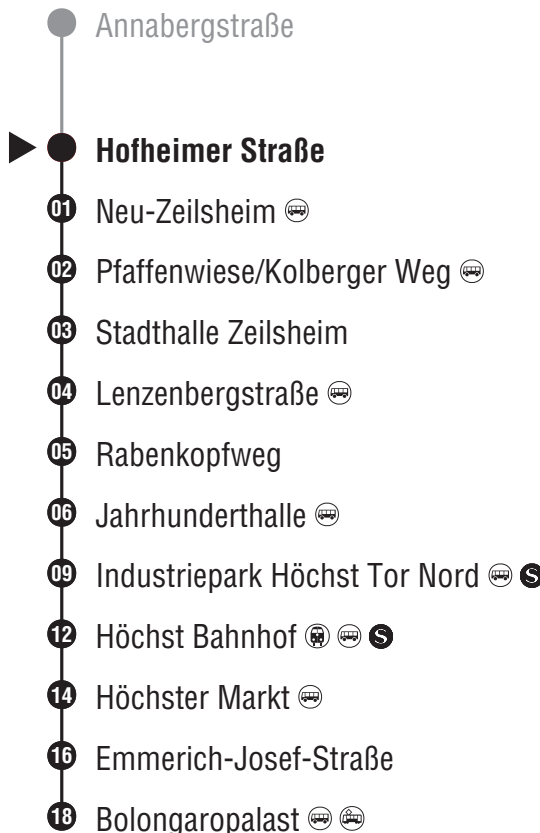 Annabergstraße
Hofheimer Straße
01 Neu-Zeilsheim
02 Pfaffenwiese/Kolberger Weg
03 Stadthalle Zeilsheim
04 Lenzenbergstraße
05 Rabenkopfweg
06 Jahrhunderthalle
09 Industriepark Höchst Tor Nord S
12 Höchst Bahnhof S
14 Höchster Markt
16 Emmerich-Josef-Straße
18 Bolongaropalast